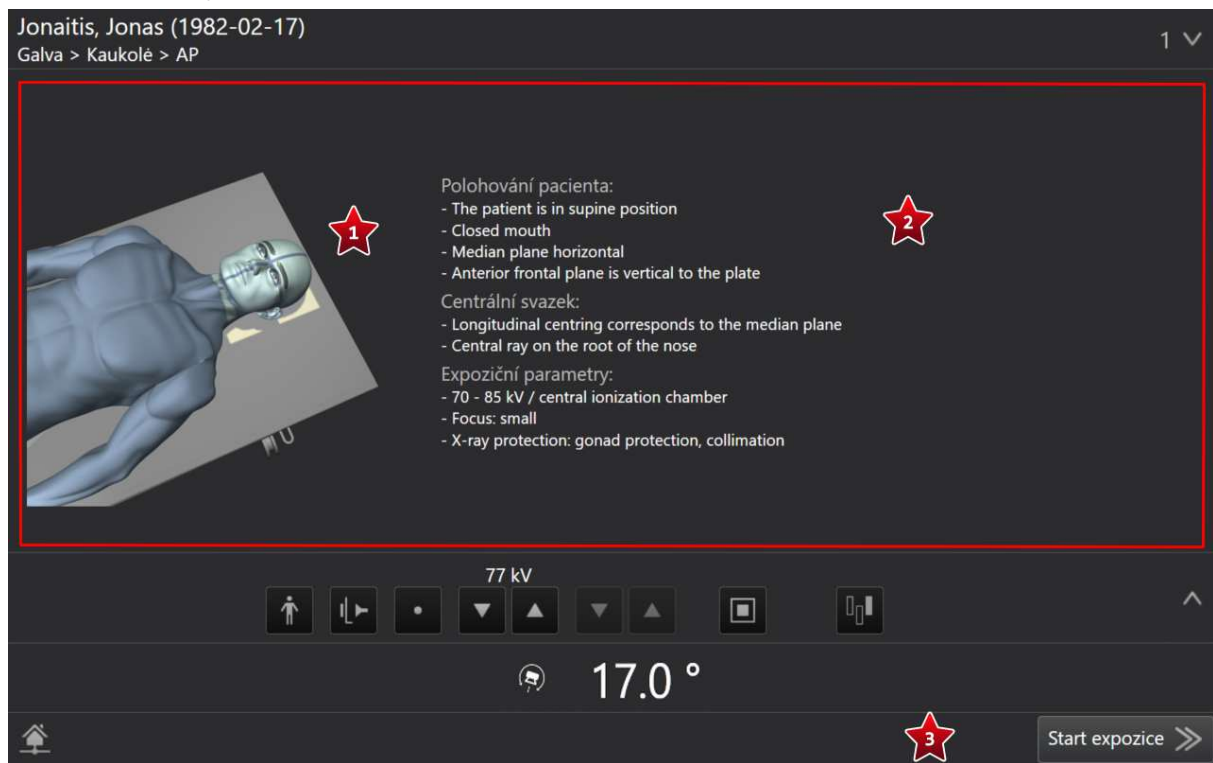 Jonaitis, Jonas (1982-02-17)
Galva > Kaukolė > AP
1
1
2
Polohování pacienta:
- The patient is in supine position
- Closed mouth
- Median plane horizontal
- Anterior frontal plane is vertical to the plate
Centrální svazek:
- Longitudinal centring corresponds to the median plane
- Central ray on the root of the nose
Expoziční parametry:
- 70 - 85 kV / central ionization chamber
- Focus: small
- X-ray protection: gonad protection, collimation
77 kV
17.0 °
3
Start expozice